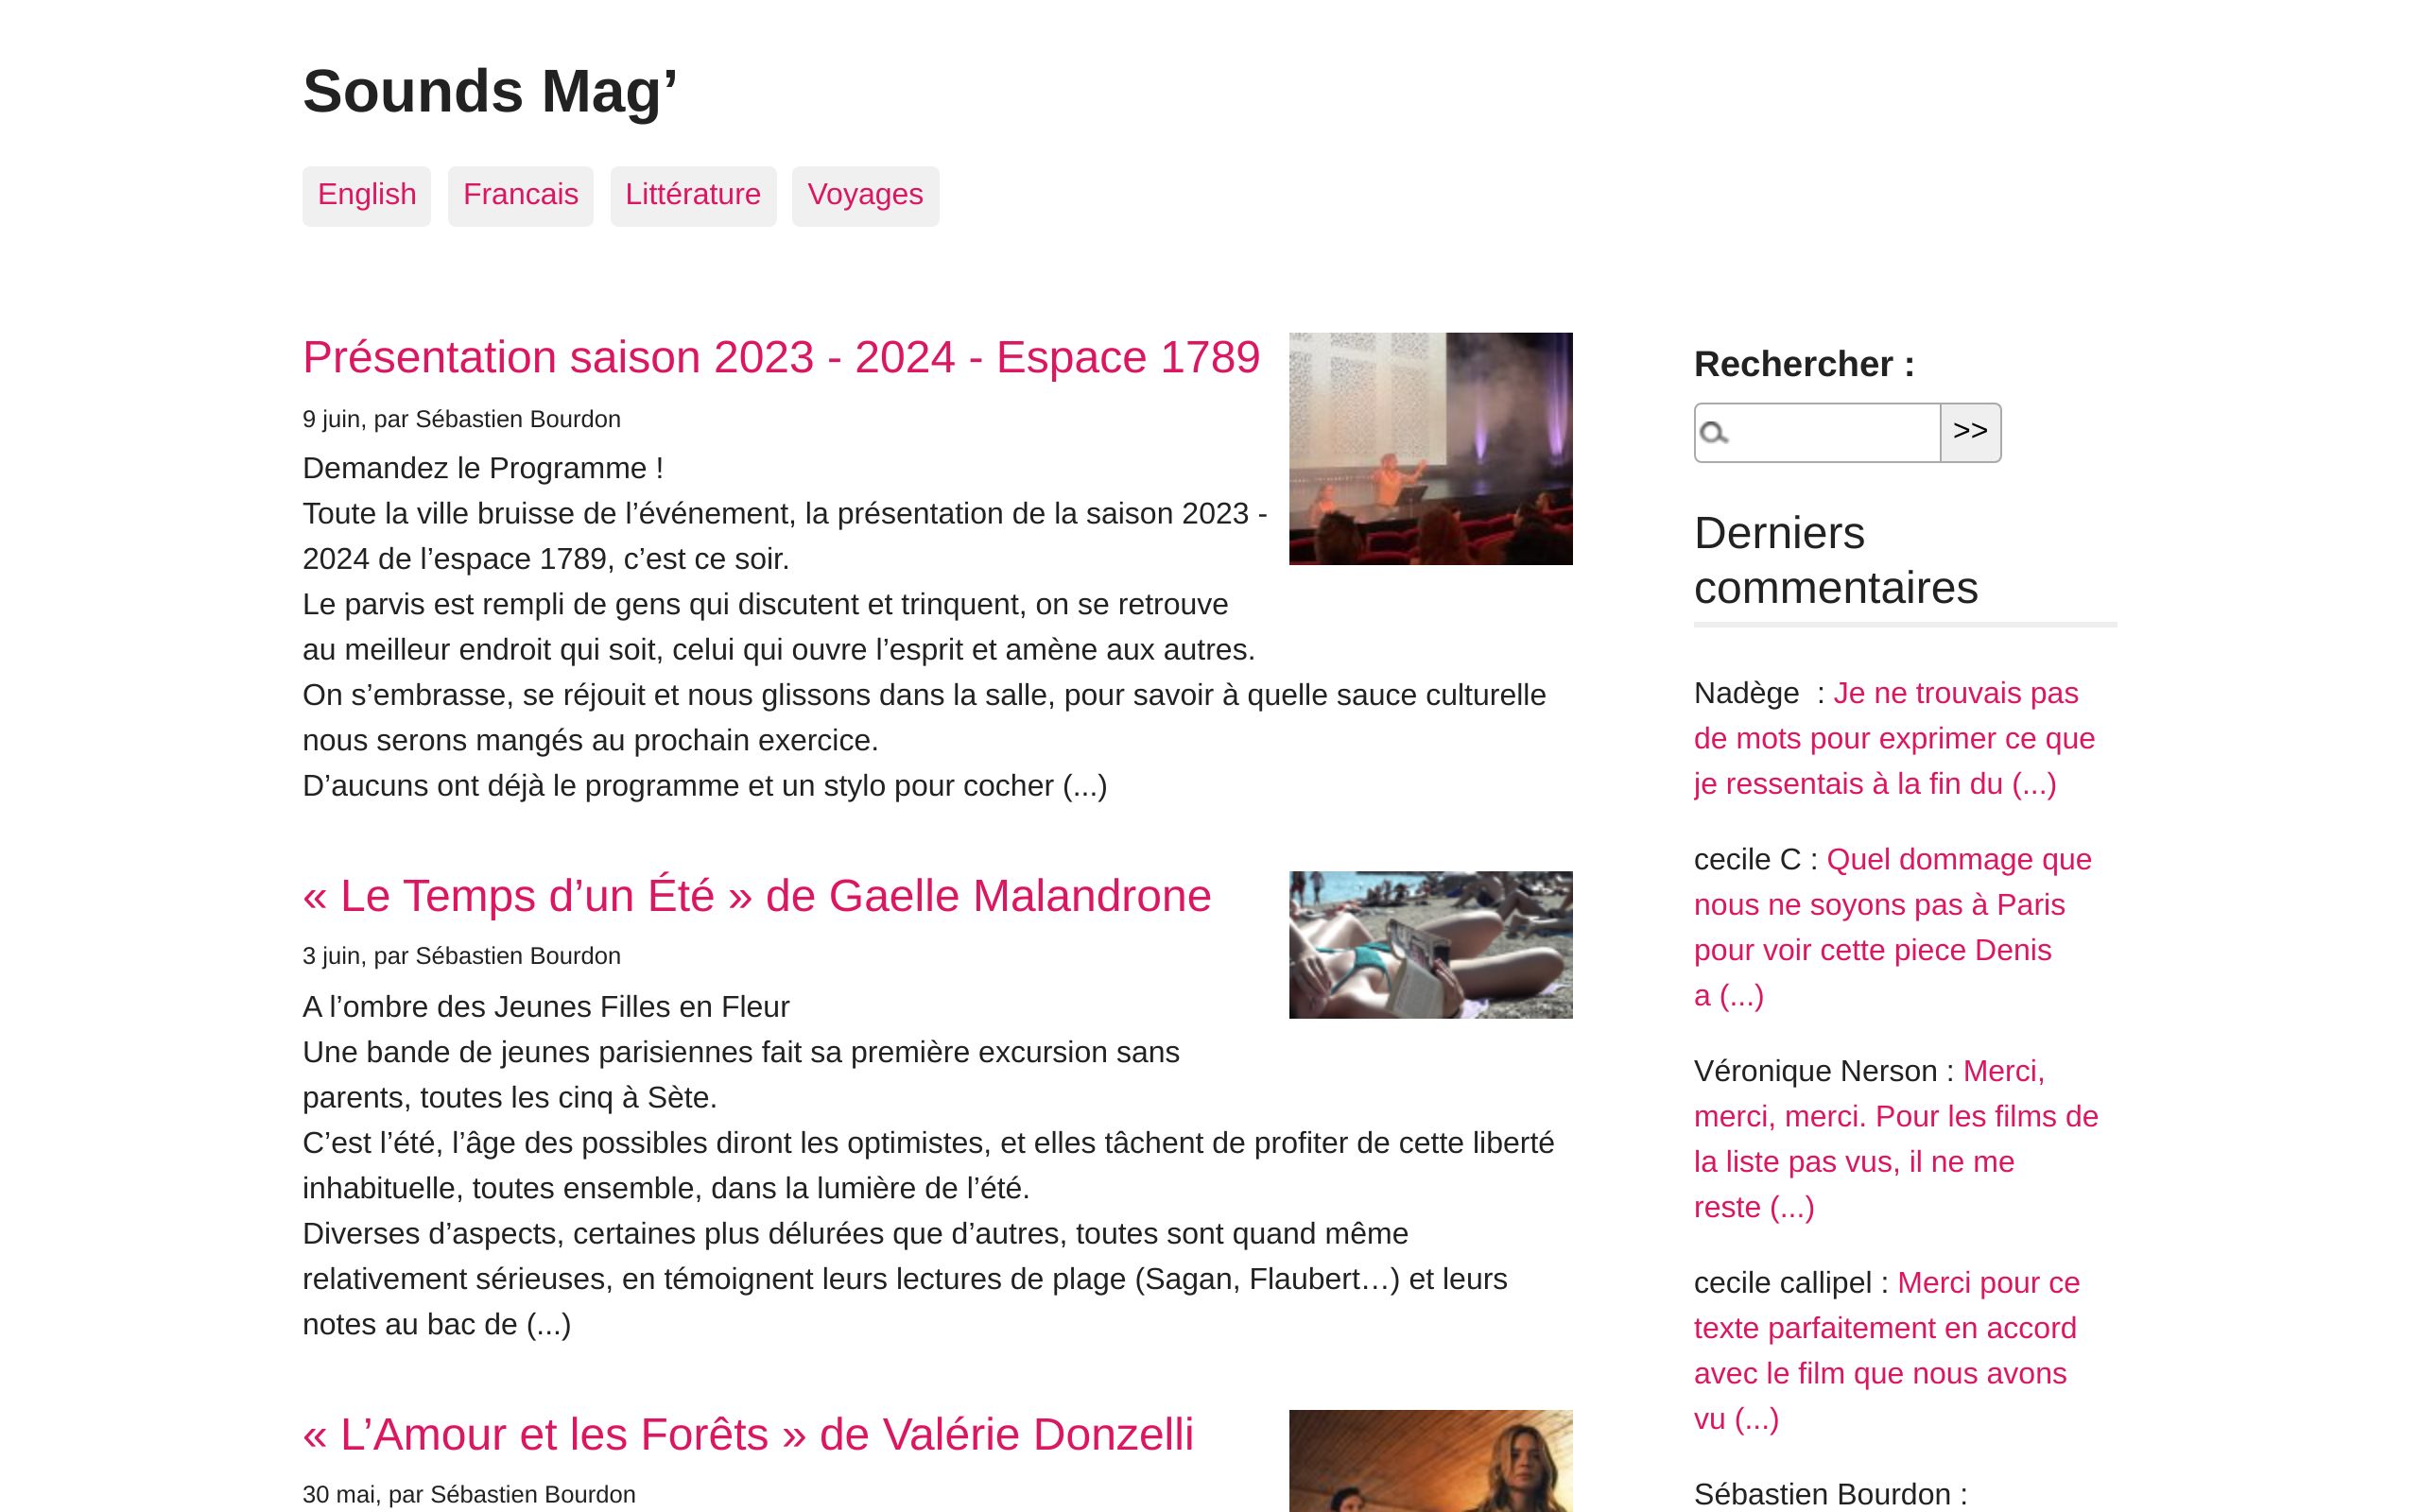 Sounds Mag’
English
Francais
Littérature
Voyages
Présentation saison 2023 - 2024 - Espace 1789
9 juin, par Sébastien Bourdon
Demandez le Programme !
Toute la ville bruisse de l’événement, la présentation de la saison 2023 -
2024 de l’espace 1789, c’est ce soir.
Le parvis est rempli de gens qui discutent et trinquent, on se retrouve
au meilleur endroit qui soit, celui qui ouvre l’esprit et amène aux autres.
On s’embrasse, se réjouit et nous glissons dans la salle, pour savoir à quelle sauce culturelle
nous serons mangés au prochain exercice.
D’aucuns ont déjà le programme et un stylo pour cocher (...)
« Le Temps d’un Été » de Gaelle Malandrone
3 juin, par Sébastien Bourdon
A l’ombre des Jeunes Filles en Fleur
Une bande de jeunes parisiennes fait sa première excursion sans
parents, toutes les cinq à Sète.
C’est l’été, l’âge des possibles diront les optimistes, et elles tâchent de profiter de cette liberté
inhabituelle, toutes ensemble, dans la lumière de l’été.
Diverses d’aspects, certaines plus délurées que d’autres, toutes sont quand même
relativement sérieuses, en témoignent leurs lectures de plage (Sagan, Flaubert…) et leurs
notes au bac de (...)
« L’Amour et les Forêts » de Valérie Donzelli
30 mai, par Sébastien Bourdon
Rechercher :
>>
Derniers
commentaires
Nadège  : Je ne trouvais pas
de mots pour exprimer ce que
je ressentais à la fin du (...)
cecile C : Quel dommage que
nous ne soyons pas à Paris
pour voir cette piece Denis
a (...)
Véronique Nerson : Merci,
merci, merci. Pour les films de
la liste pas vus, il ne me
reste (...)
cecile callipel : Merci pour ce
texte parfaitement en accord
avec le film que nous avons
vu (...)
Sébastien Bourdon :